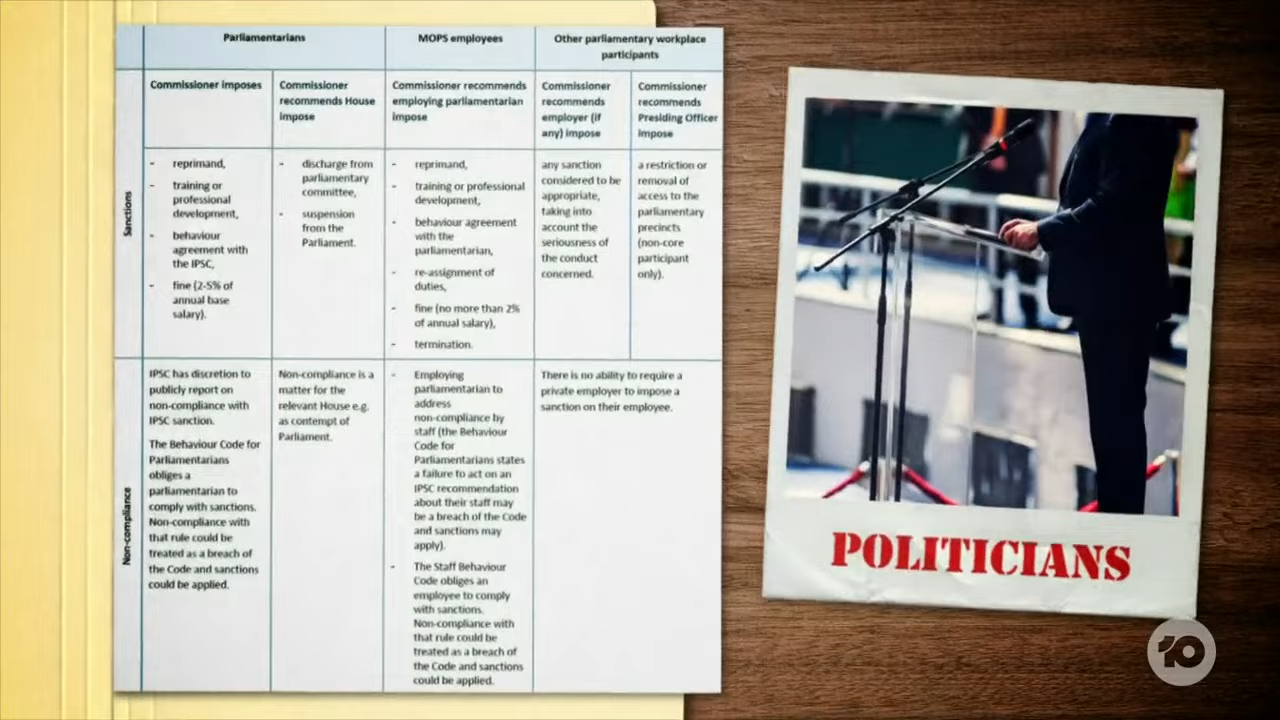 Parliamentarians
MOPS employees
Other parliamentary workplace
participants
Commissioner imposes
Commissioner
recommends House
impose
Commissioner recommends
employing parliamentarian
impose
Commissioner
recommends
employer (if
any) impose
Commissioner
recommends
Presiding Officer
impose
Sanctions
- reprimand,
- training or
professional
development,
- behaviour
agreement with
the IPSC,
- fine (2-5% of
annual base
salary).
- discharge from
parliamentary
committee,
- suspension
from the
Parliament.
- reprimand,
- training or professional
development,
- behaviour agreement
with the
parliamentarian,
- re-assignment of
duties,
- fine (no more than 2%
of annual salary),
- termination.
any sanction
considered to be
appropriate,
taking into
account the
seriousness of
the conduct
concerned.
a restriction or
removal of
access to the
parliamentary
precincts
(non-core
participant
only).
Non-compliance
IPSC has discretion to
publicly report on
non-compliance with
IPSC sanction.
The Behaviour Code for
Parliamentarians
obliges a
parliamentarian to
comply with sanctions.
Non-compliance with
that rule could be
treated as a breach of
the Code and sanctions
could be applied.
Non-compliance is a
matter for the
relevant House e.g.
as contempt of
Parliament.
- Employing
parliamentarian to
address
non-compliance by
staff (the Behaviour
Code for
Parliamentarians states
a failure to act on an
IPSC recommendation
about their staff may
be a breach of the Code
and sanctions may
apply).
- The Staff Behaviour
Code obliges an
employee to comply
with sanctions.
Non-compliance with
that rule could be
treated as a breach of
the Code and sanctions
could be applied.
There is no ability to require a
private employer to impose a
sanction on their employee.
POLITICIANS
10